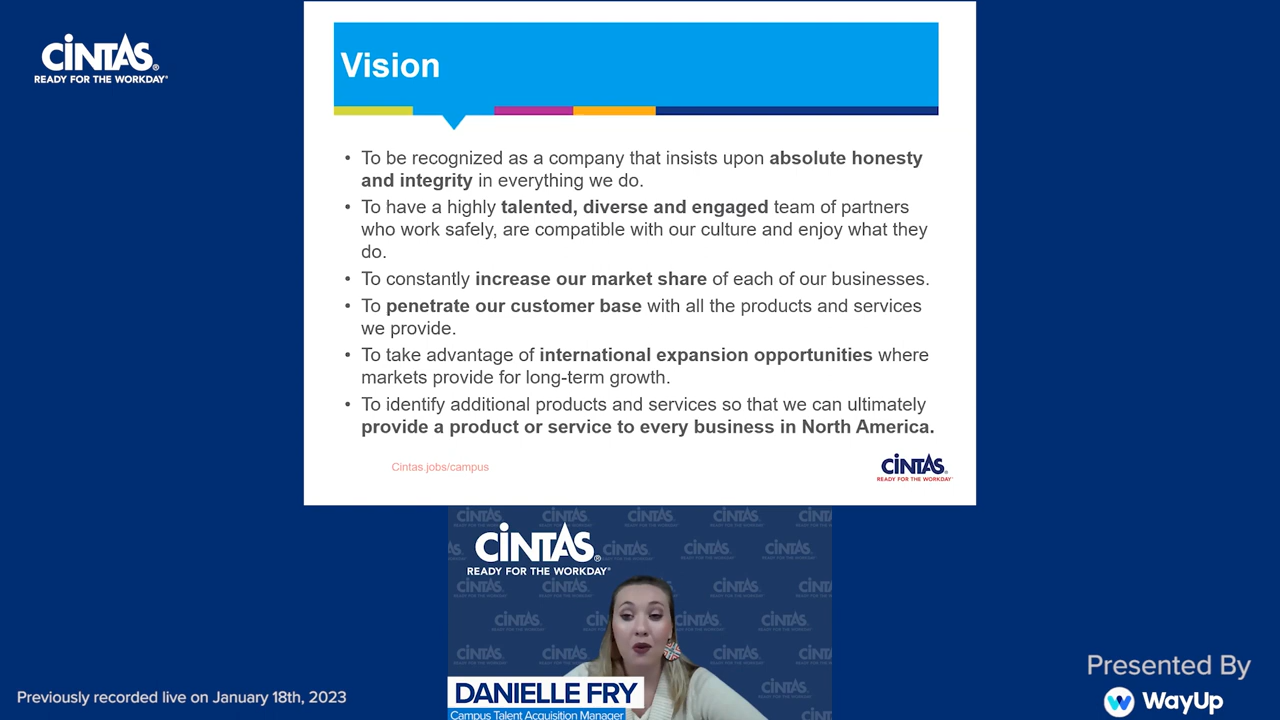 CiNTAS®
READY FOR THE WORKDAY®
Vision
• To be recognized as a company that insists upon absolute honesty
and integrity in everything we do.
• To have a highly talented, diverse and engaged team of partners
who work safely, are compatible with our culture and enjoy what they
do.
• To constantly increase our market share of each of our businesses.
• To penetrate our customer base with all the products and services
we provide.
• To take advantage of international expansion opportunities where
markets provide for long-term growth.
• To identify additional products and services so that we can ultimately
provide a product or service to every business in North America.
Cintas.jobs/campus
CiNTAS®
READY FOR THE WORKDAY®
CiNTAS®
READY FOR THE WORKDAY®
DANIELLE FRY
Campus Talent Acquisition Manager
Previously recorded live on January 18th, 2023
Presented By
WayUp